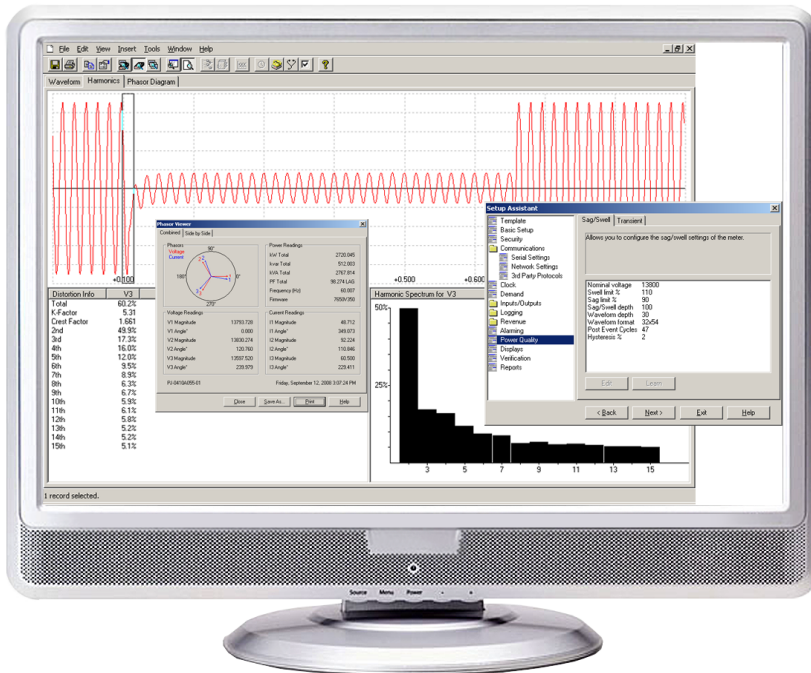 File Edit View Insert Tools Window Help
Waveform Harmonics Phasor Diagram
+0.100
+0.500
+0.600
Distortion Info V3
Total 60.2%
K-Factor 5.31
Crest Factor 1.661
2nd 49.9%
3rd 17.3%
4th 16.0%
5th 12.0%
6th 9.5%
7th 8.9%
8th 6.3%
9th 6.7%
10th 5.9%
11th 6.1%
12th 5.8%
13th 5.2%
14th 5.2%
15th 5.1%
1 record selected.
Phasor Viewer
Combined Side by Side
Phasors
Voltage
Current
90°
180°
0°
270°
Power Readings
kW Total 2720.045
kvar Total 512.003
kVA Total 2767.814
PF Total 98.274 LAG
Frequency (Hz) 60.007
Firmware 7650V350
Voltage Readings
V1 Magnitude 13793.726
V1 Angle° 0.000
V2 Magnitude 13830.274
V2 Angle° 120.760
V3 Magnitude 13597.520
V3 Angle° 239.979
Current Readings
I1 Magnitude 46.712
I1 Angle° 349.073
I2 Magnitude 92.224
I2 Angle° 110.846
I3 Magnitude 60.500
I3 Angle° 229.411
PJ-0410A055-01
Friday, September 12, 2008 3:07:24 PM
Close Save As... Print Help
Harmonic Spectrum for V3
50%
25%
3 5 7 9 11 13 15
Setup Assistant
Template
Basic Setup
Security
Communications
Serial Settings
Network Settings
3rd Party Protocols
Clock
Demand
Inputs/Outputs
Logging
Revenue
Alarming
Power Quality
Displays
Verification
Reports
Sag/Swell Transient
Allows you to configure the sag/swell settings of the meter.
Nominal voltage 13800
Swell limit % 110
Sag limit % 90
Sag/Swell depth 100
Waveform depth 30
Waveform format 32x54
Post Event Cycles 47
Hysteresis % 2
Edit Learn
< Back Next > Exit Help
Source Menu Power - +